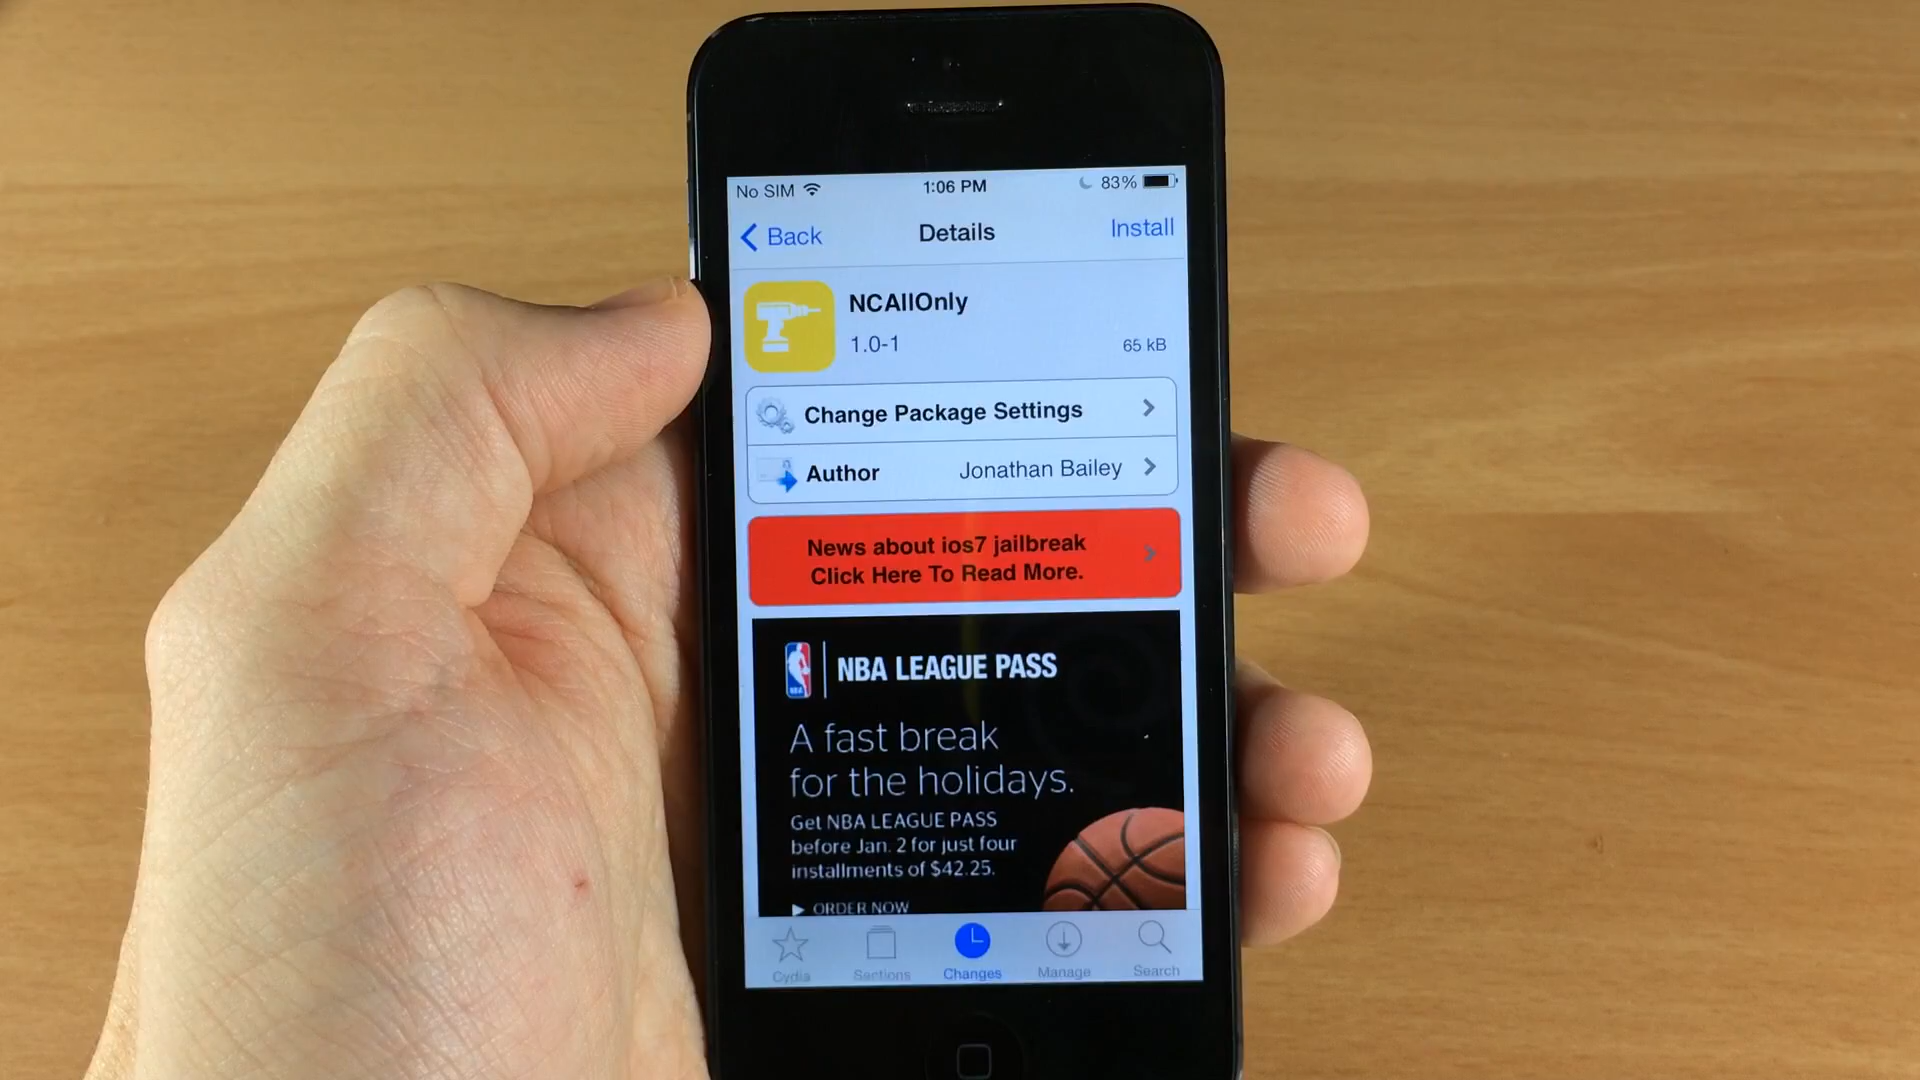 No SIM 1:06 PM 83%
Back Details Install
NCAllOnly
1.0-1 65 kB
Change Package Settings
Author Jonathan Bailey
News about ios7 jailbreak
Click Here To Read More.
NBA LEAGUE PASS
A fast break
for the holidays.
Get NBA LEAGUE PASS
before Jan. 2 for just four
installments of $42.25.
ORDER NOW
Cydia Sections Changes Manage Search